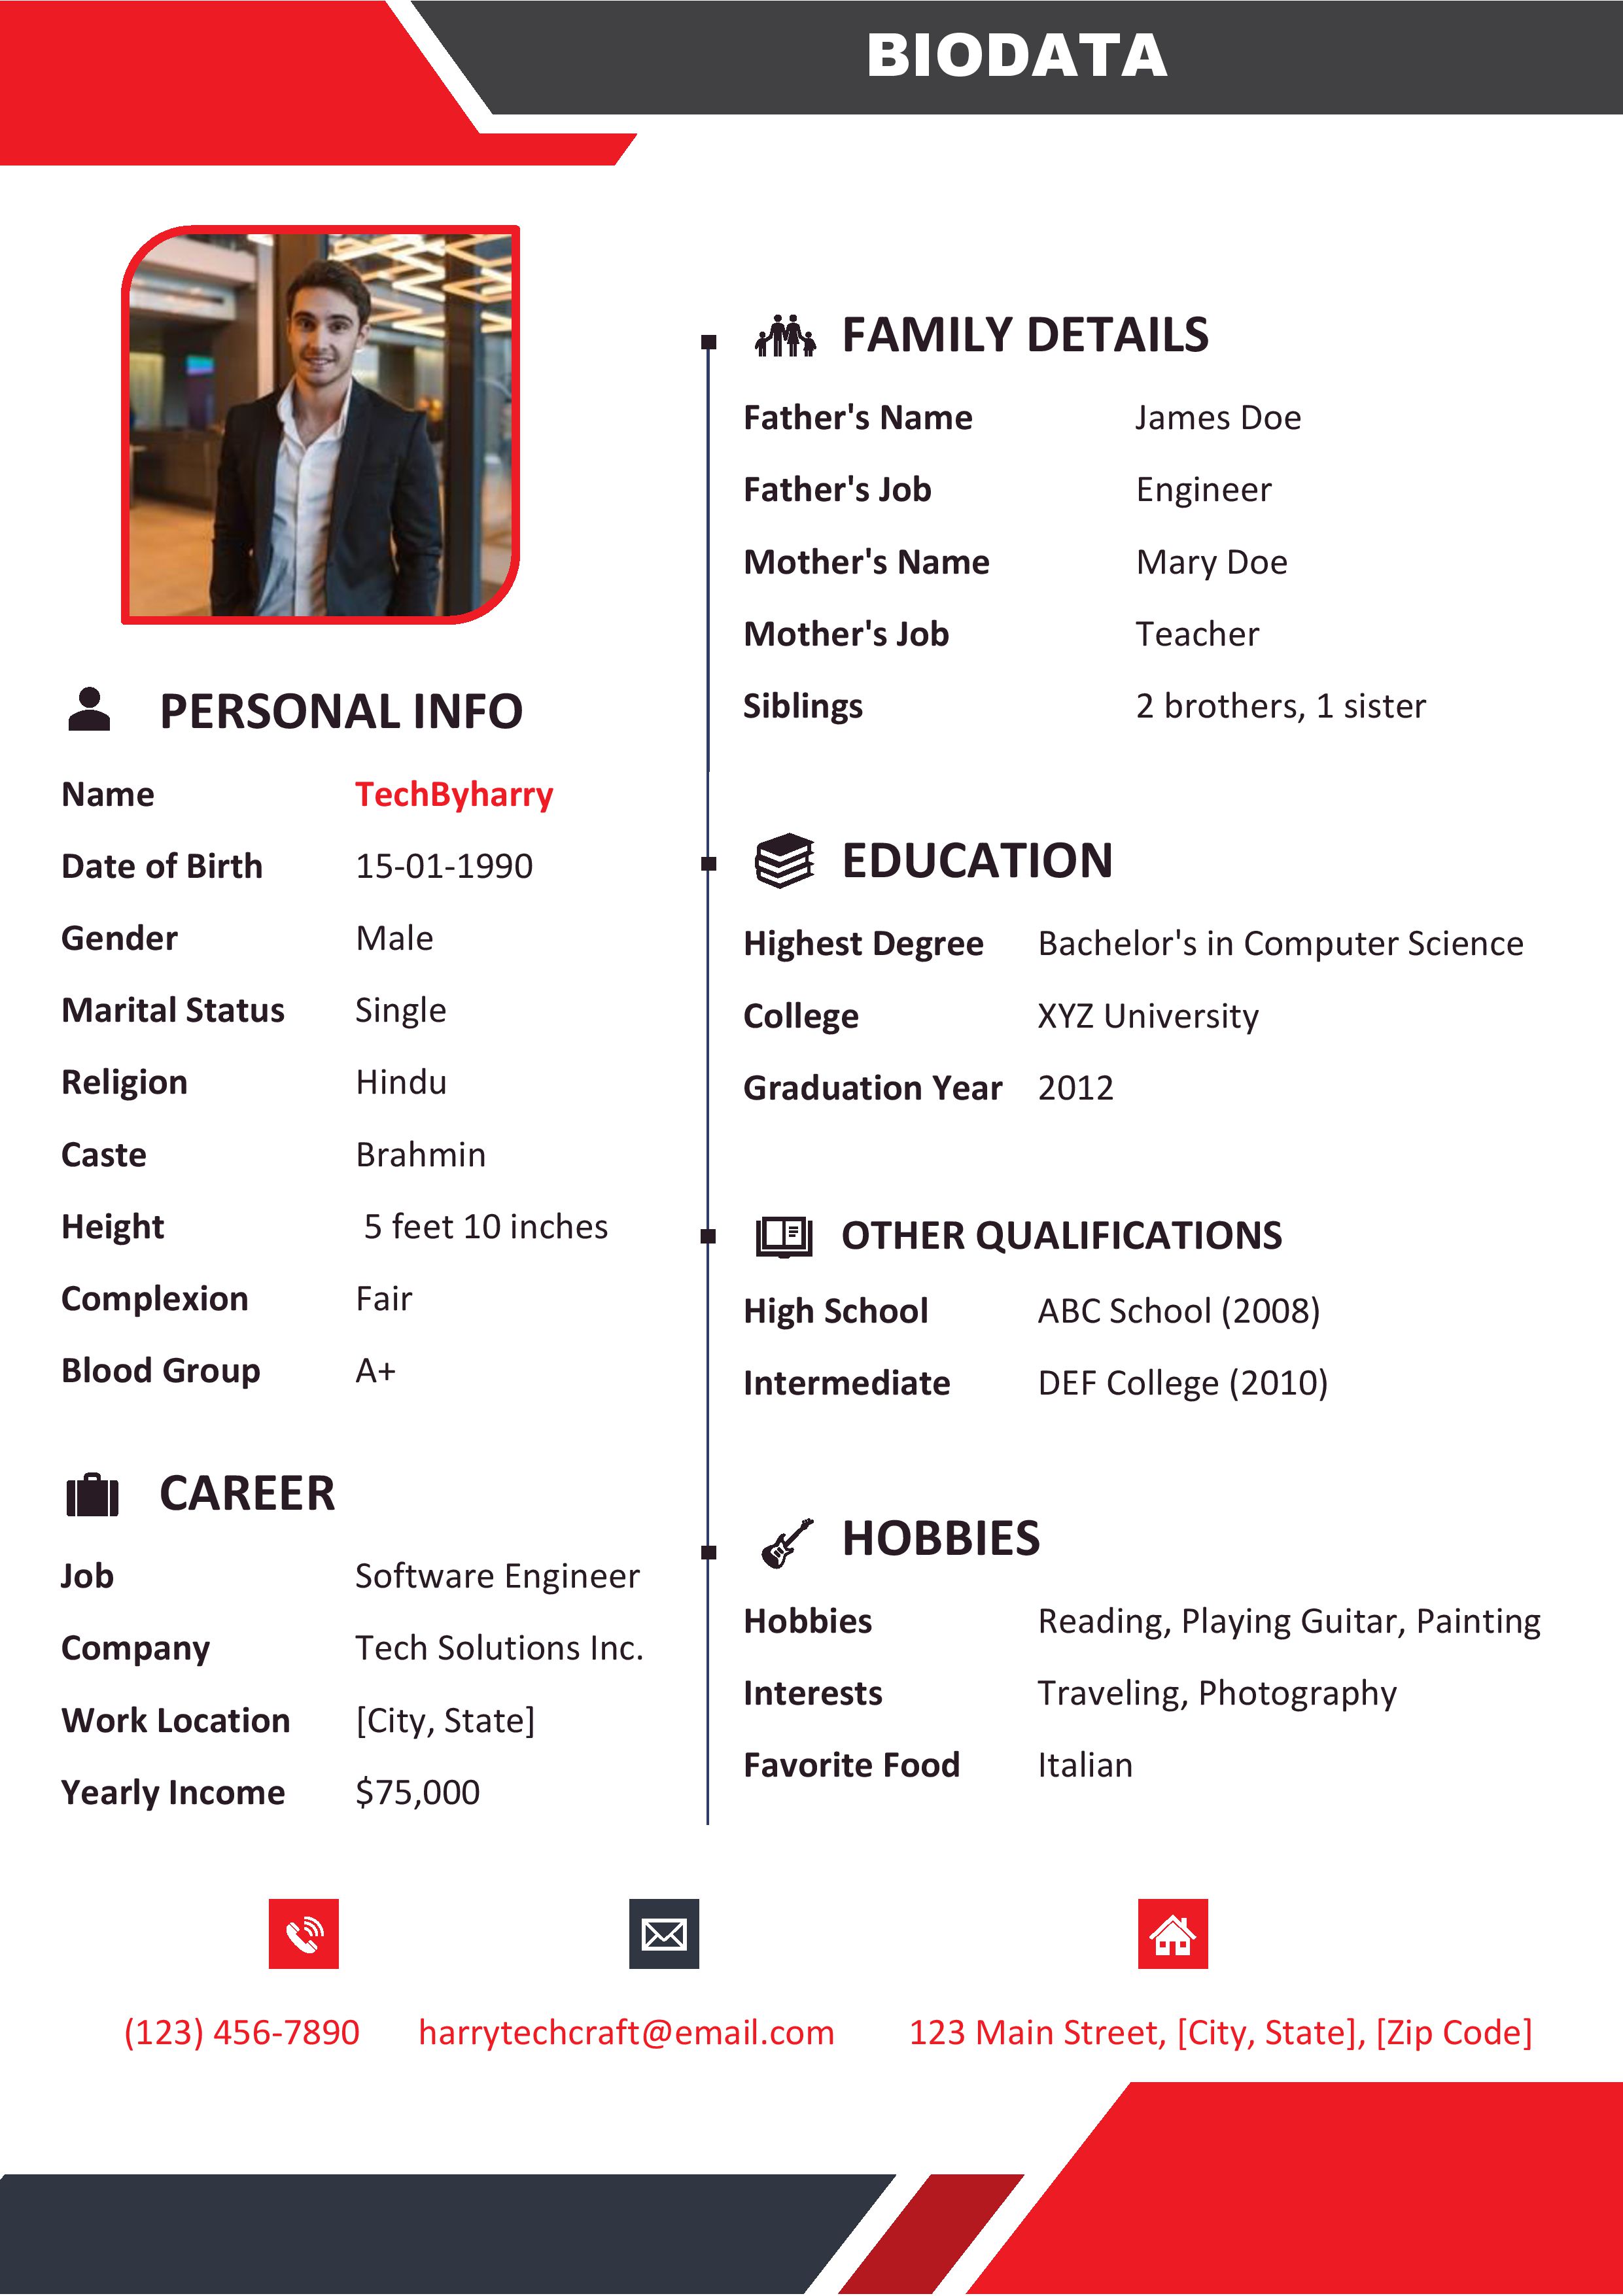 BIODATA
PERSONAL INFO
Name TechByharry
Date of Birth 15-01-1990
Gender Male
Marital Status Single
Religion Hindu
Caste Brahmin
Height 5 feet 10 inches
Complexion Fair
Blood Group A+
CAREER
Job Software Engineer
Company Tech Solutions Inc.
Work Location [City, State]
Yearly Income $75,000
FAMILY DETAILS
Father's Name James Doe
Father's Job Engineer
Mother's Name Mary Doe
Mother's Job Teacher
Siblings 2 brothers, 1 sister
EDUCATION
Highest Degree Bachelor's in Computer Science
College XYZ University
Graduation Year 2012
OTHER QUALIFICATIONS
High School ABC School (2008)
Intermediate DEF College (2010)
HOBBIES
Hobbies Reading, Playing Guitar, Painting
Interests Traveling, Photography
Favorite Food Italian
(123) 456-7890 harrytechcraft@email.com 123 Main Street, [City, State], [Zip Code]